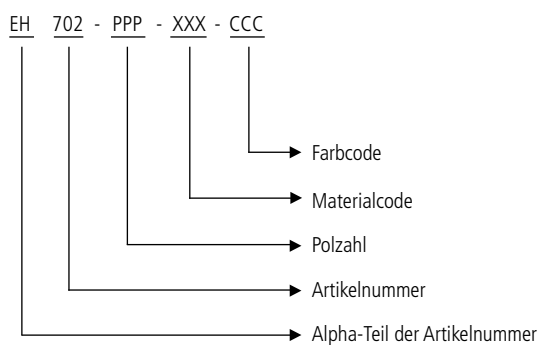 EH 702 - PPP - XXX - CCC
Farbcode
Materialcode
Polzahl
Artikelnummer
Alpha-Teil der Artikelnummer